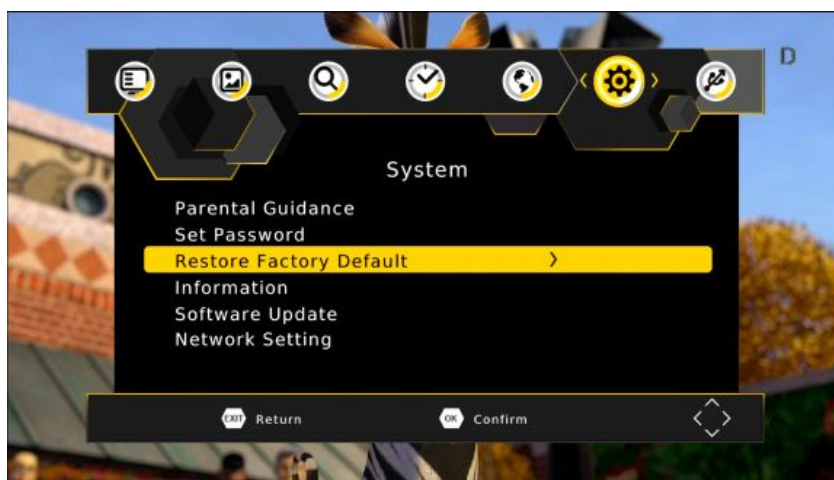 D
System
Parental Guidance
Set Password
Restore Factory Default
Information
Software Update
Network Setting
EXIT Return OK Confirm